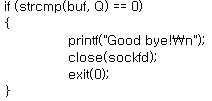 if (strcmp(buf, Q) == 0)
{
printf("Good bye!₩n");
close(sockfd);
exit(0);
}